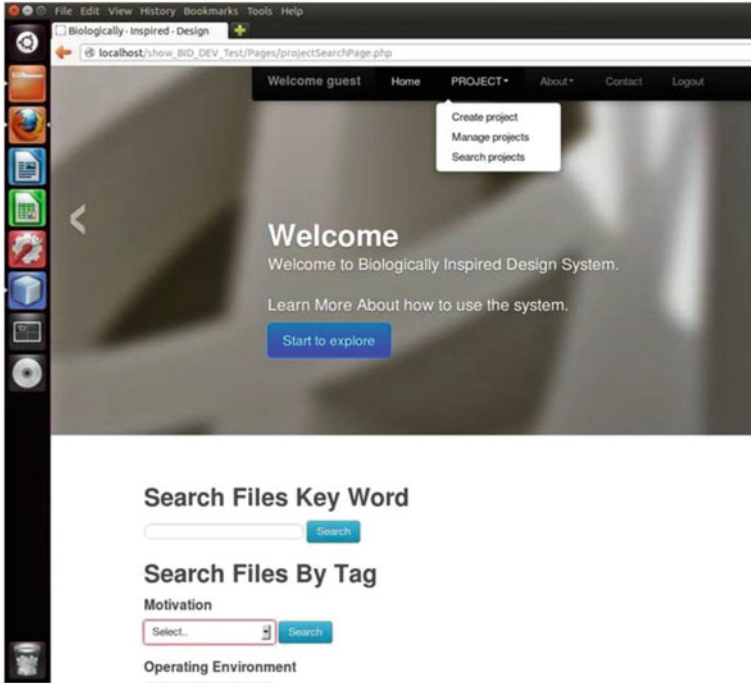 File Edit View History Bookmarks Tools Help
Biologically - Inspired - Design
localhost/show_BID_DEV_Test/Pages/projectSearchPage.php
Welcome guest Home PROJECT About Contact Logout
Create project
Manage projects
Search projects
Welcome
Welcome to Biologically Inspired Design System.
Learn More About how to use the system.
Start to explore
Search Files Key Word
Search
Search Files By Tag
Motivation
Select.. Search
Operating Environment